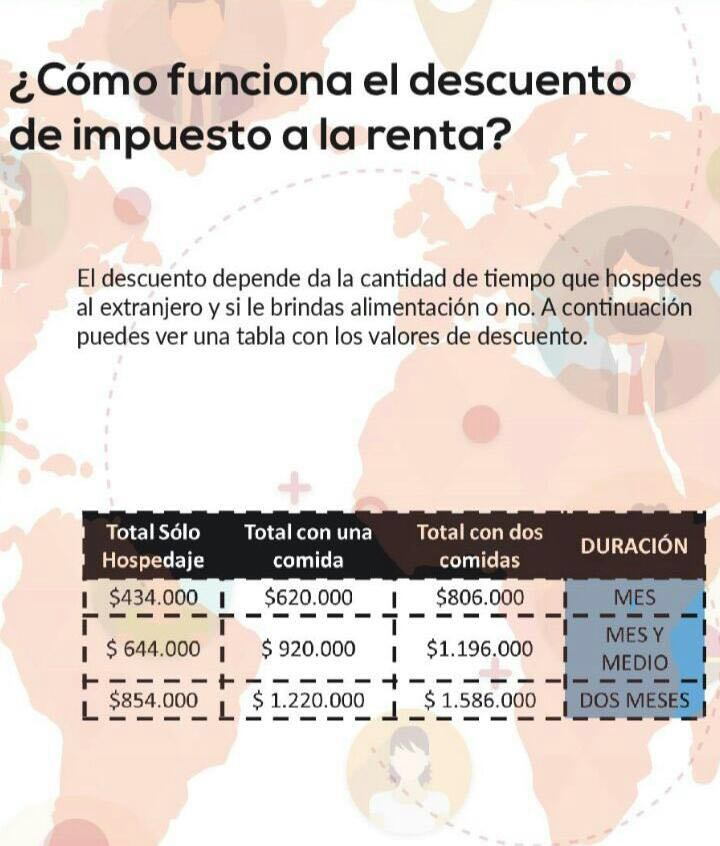 ¿Cómo funciona el descuento
de impuesto a la renta?
El descuento depende da la cantidad de tiempo que hospedes
al extranjero y si le brindas alimentación o no. A continuación
puedes ver una tabla con los valores de descuento.
Total Sólo Hospedaje Total con una comida Total con dos comidas DURACIÓN
$434.000 $620.000 $806.000 MES
$ 644.000 $ 920.000 $1.196.000 MES Y MEDIO
$854.000 $ 1.220.000 $ 1.586.000 DOS MESES